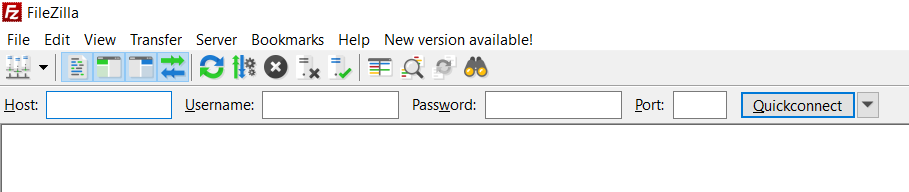 FileZilla
File Edit View Transfer Server Bookmarks Help New version available!
Host: Username: Password: Port: Quickconnect